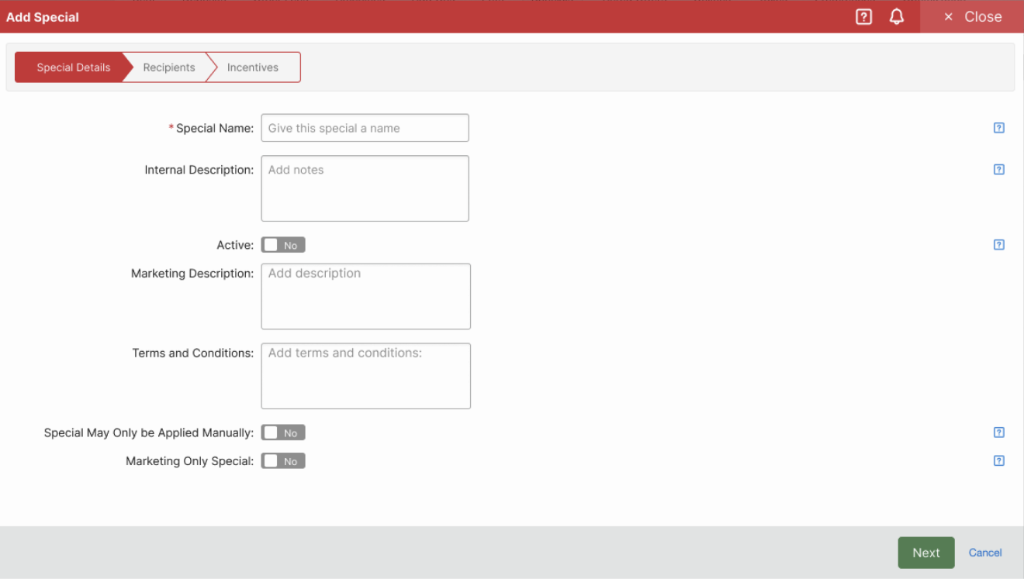 Add Special
? × Close
Special Details Recipients Incentives
* Special Name: Give this special a name ?
Internal Description: Add notes ?
Active: No ?
Marketing Description: Add description
Terms and Conditions: Add terms and conditions:
Special May Only be Applied Manually: No ?
Marketing Only Special: No ?
Next Cancel